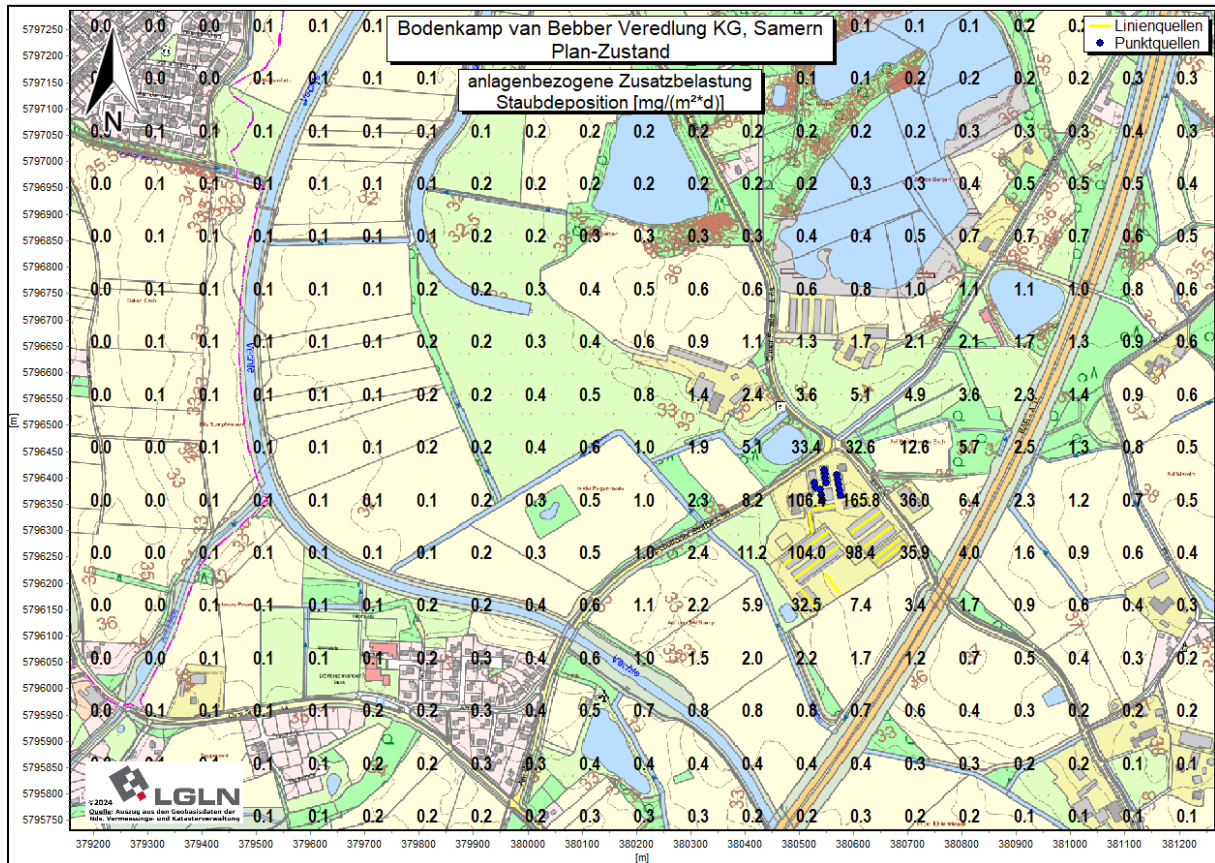 Bodenkamp van Bebber Veredlung KG, Samern
Plan-Zustand
anlagenbezogene Zusatzbelastung
Staubdeposition [mg/(m²*d)]
Linienquellen
Punktquellen
N
5797250 0.0 0.0 0.0 0.1 0.1 0.1 0.1 0.1 0.1 0.2 0.2
5797200
5797150 0.0 0.0 0.1 0.1 0.1 0.1 0.1 0.2 0.2 0.2 0.2 0.3 0.3
5797100
5797050 0.0 0.1 0.1 0.1 0.1 0.1 0.1 0.1 0.2 0.2 0.2 0.2 0.2 0.2 0.2 0.2 0.3 0.3 0.3 0.4 0.3
5797000
5796950 0.0 0.1 0.1 0.1 0.1 0.1 0.1 0.2 0.2 0.2 0.2 0.2 0.2 0.2 0.3 0.3 0.4 0.5 0.5 0.5 0.4
5796900
5796850 0.0 0.1 0.1 0.1 0.1 0.1 0.1 0.2 0.2 0.3 0.3 0.3 0.3 0.4 0.4 0.5 0.7 0.7 0.7 0.6 0.5
5796800
5796750 0.0 0.1 0.1 0.1 0.1 0.1 0.2 0.2 0.3 0.4 0.5 0.6 0.6 0.6 0.8 1.0 1.1 1.1 1.0 0.8 0.6
5796700
5796650 0.0 0.1 0.1 0.1 0.1 0.1 0.2 0.2 0.3 0.4 0.6 0.9 1.1 1.3 1.7 2.1 2.1 1.7 1.3 0.9 0.6
5796600
5796550 0.0 0.1 0.1 0.1 0.1 0.1 0.2 0.2 0.4 0.5 0.8 1.4 2.4 3.6 5.1 4.9 3.6 2.3 1.4 0.9 0.6
5796500
5796450 0.0 0.1 0.1 0.1 0.1 0.1 0.2 0.2 0.4 0.6 1.0 1.9 5.1 33.4 32.6 12.6 5.7 2.5 1.3 0.8 0.5
5796400
5796350 0.0 0.1 0.1 0.1 0.1 0.1 0.1 0.2 0.3 0.5 1.0 2.3 8.2 106.4 165.8 36.0 6.4 2.3 1.2 0.7 0.5
5796300
5796250 0.0 0.0 0.1 0.1 0.1 0.1 0.1 0.2 0.3 0.5 1.0 2.4 11.2 104.0 98.4 35.9 4.0 1.6 0.9 0.6 0.4
5796200
5796150 0.0 0.0 0.1 0.1 0.1 0.1 0.2 0.2 0.4 0.6 1.1 2.2 5.9 32.5 7.4 3.4 1.7 0.9 0.6 0.4 0.3
5796100
5796050 0.0 0.0 0.1 0.1 0.1 0.1 0.2 0.3 0.4 0.6 1.0 1.5 2.0 2.2 1.7 1.2 0.7 0.5 0.4 0.3 0.2
5796000
5795950 0.0 0.1 0.1 0.1 0.1 0.2 0.2 0.3 0.4 0.5 0.7 0.8 0.8 0.8 0.7 0.6 0.4 0.3 0.2 0.2 0.2
5795900
5795850 0.1 0.1 0.2 0.2 0.3 0.3 0.4 0.4 0.4 0.4 0.4 0.4 0.3 0.3 0.2 0.2 0.1 0.1
5795800
5795750 0.1 0.1 0.1 0.2 0.2 0.2 0.3 0.3 0.3 0.2 0.2 0.3 0.2 0.2 0.2 0.1 0.1 0.1
Vechte
Vechte
[m]
©2024
LGLN
Quelle: Auszug aus den Geobasisdaten der
Nds. Vermessungs- und Katasterverwaltung
379200 379300 379400 379500 379600 379700 379800 379900 380000 380100 380200 380300 380400 380500 380600 380700 380800 380900 381000 381100 381200
[m]